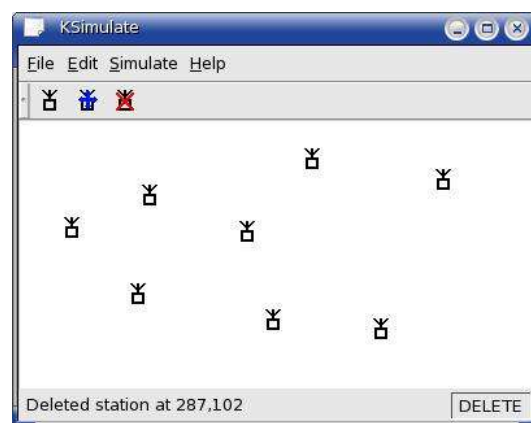 KSimulate
File Edit Simulate Help
Deleted station at 287,102 DELETE